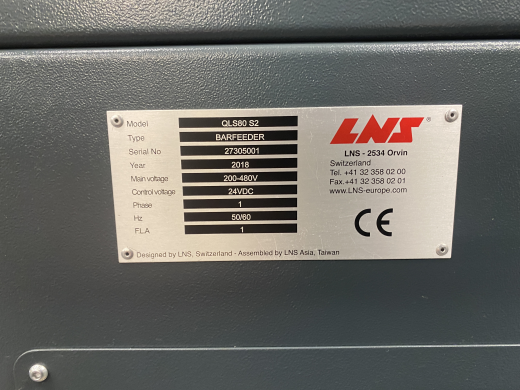 Model QLS80 S2
Type BARFEEDER
Serial No 27305001
Year 2018
Main voltage 200-480V
Control voltage 24VDC
Phase 1
Hz 50/60
F.L.A 1
LNS®
LNS - 2534 Orvin
Switzerland
Tel. +41 32 358 02 00
Fax.+41 32 358 02 01
www.LNS-europe.com
CE
Designed by LNS, Switzerland - Assembled by LNS Asia, Taiwan